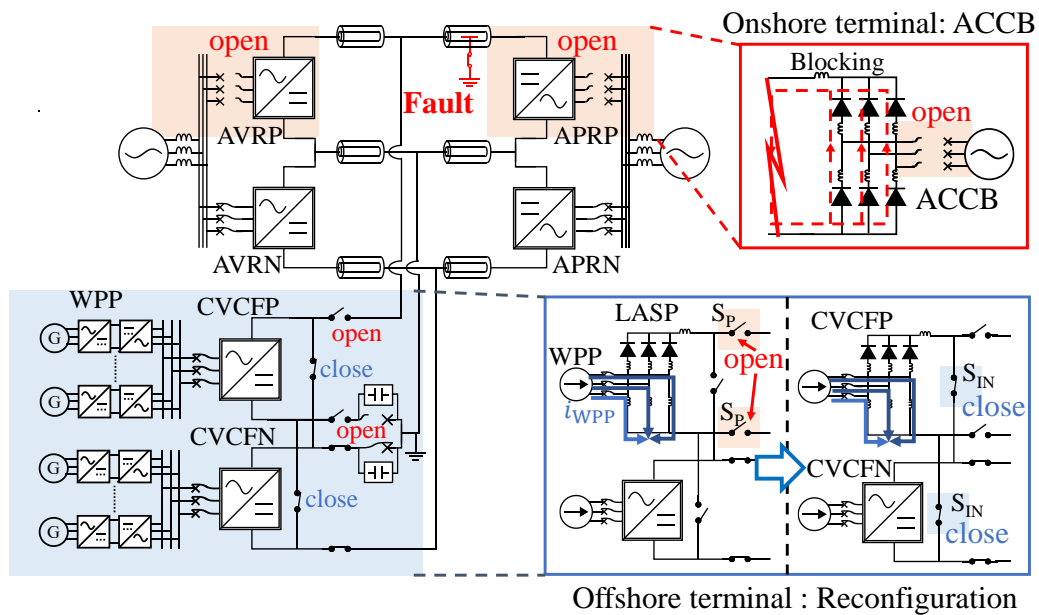 Onshore terminal: ACCB
open
open
Blocking
open
Fault
AVRP
APRP
ACCB
AVRN
APRN
WPP
CVCFP
LASP
S_P
CVCFP
open
open
WPP
close
S_IN
close
i_WPP
S_P
open
CVCFN
CVCFN
close
S_IN
close
G
G
G
G
Offshore terminal : Reconfiguration